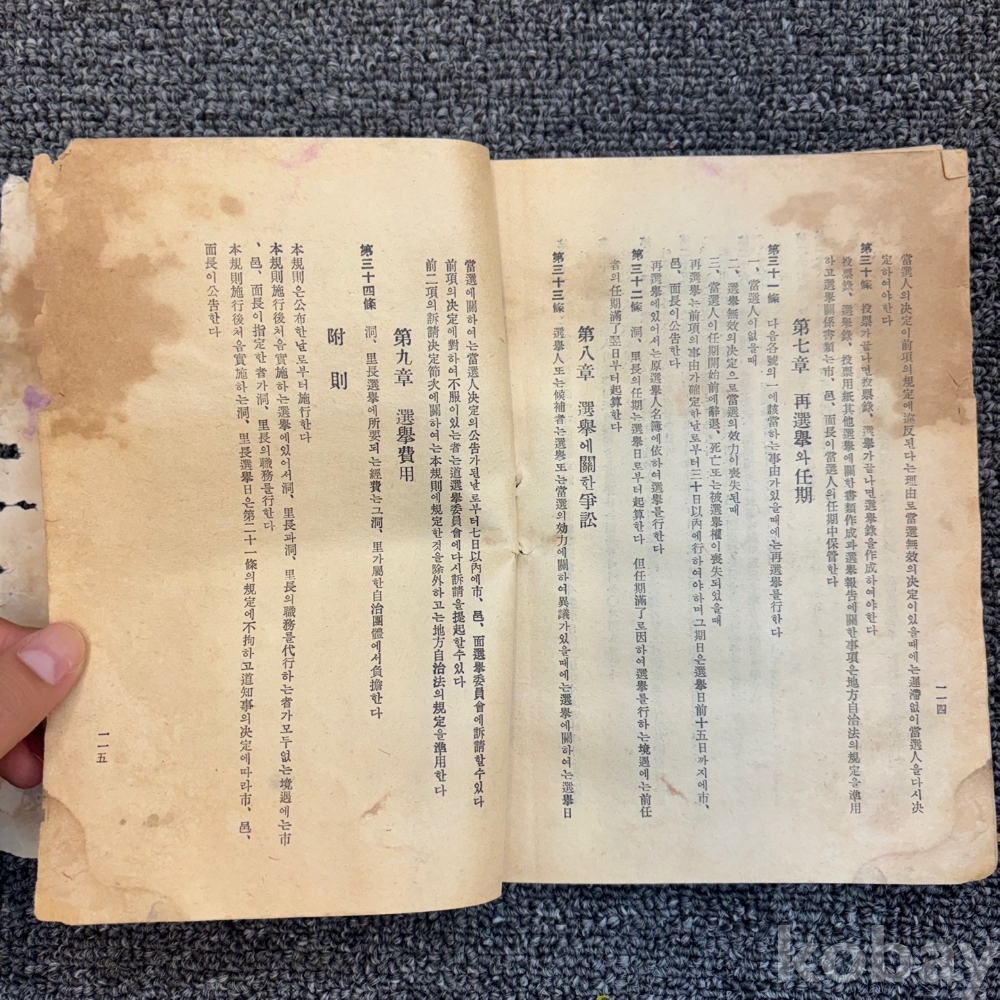 當選人의決定이前項의規定에違反된다는理由로當選無效의決定이있을때에는遲滯없이當選人을다시決
定하여야한다
第三十條 投票가끝나면投票錄、選擧가끝나면選擧錄을作成하여야한다
投票錄、選擧錄、投票用紙其他選擧에關한書類作成과選擧報告에關한事項은地方自治法의規定을準用
하고選擧關係書類는市、邑、面長이當選人의任期中保管한다
第七章 再選擧와任期
第三十一條 다음各號의一에該當하는事由가있을때에는再選擧를行한다
一、當選人이없을때
二、選擧無效의決定으로當選의效力이喪失된때
三、當選人이任期開始前에辭退、死亡또는被選擧權이喪失되었을때
再選擧는前項의事由가確定한날로부터三十日以內에行하여야하며그期日은選擧日前十五日까지에市、
邑、面長이公告한다
再選擧에있어서는原選擧人名簿에依하여選擧를行한다
第三十二條 洞、里長의任期는選擧日로부터起算한다 但任期滿了로因하여選擧를行하는境遇에는前任
者의任期滿了翌日부터起算한다
第八章 選擧에關한爭訟
第三十三條 選擧人또는候補者는選擧또는當選의効力에關하여異議가있을때에는選擧에關하여는選擧日
一一四
當選에關하여는當選人決定의公告가된날로부터七日以內에市、邑、面選擧委員會에訴請할수있다
前項의決定에對하여不服이있는者는道選擧委員會에다시訴請을提起할수있다
前二項의訴請決定節次에關하여는本規則에規定한것을除外하고는地方自治法의規定을準用한다
第九章 選擧費用
第三十四條 洞、里長選擧에所要되는經費는그洞、里가屬한自治團體에서負擔한다
附則
本規則은公布한날로부터施行한다
本規則施行後처음實施하는選擧에있어서洞、里長과洞、里長의職務를代行하는者가모두없는境遇에는市
、邑、面長이指定한者가洞、里長의職務를行한다
本規則施行後처음實施하는洞、里長選擧日은第二十一條의規定에不拘하고道知事의決定에따라市、邑、
面長이公告한다
一一五
kobay